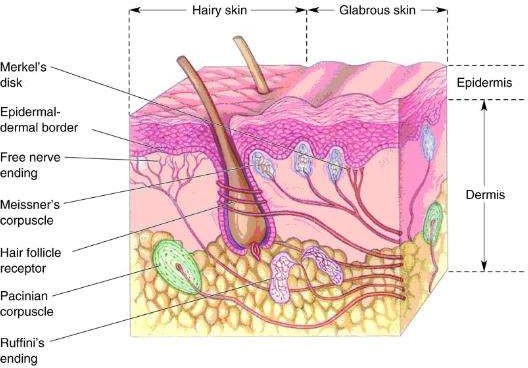 Hairy skin
Glabrous skin
Merkel's
disk
Epidermal-
dermal border
Free nerve
ending
Meissner's
corpuscle
Hair follicle
receptor
Pacinian
corpuscle
Ruffini's
ending
Epidermis
Dermis